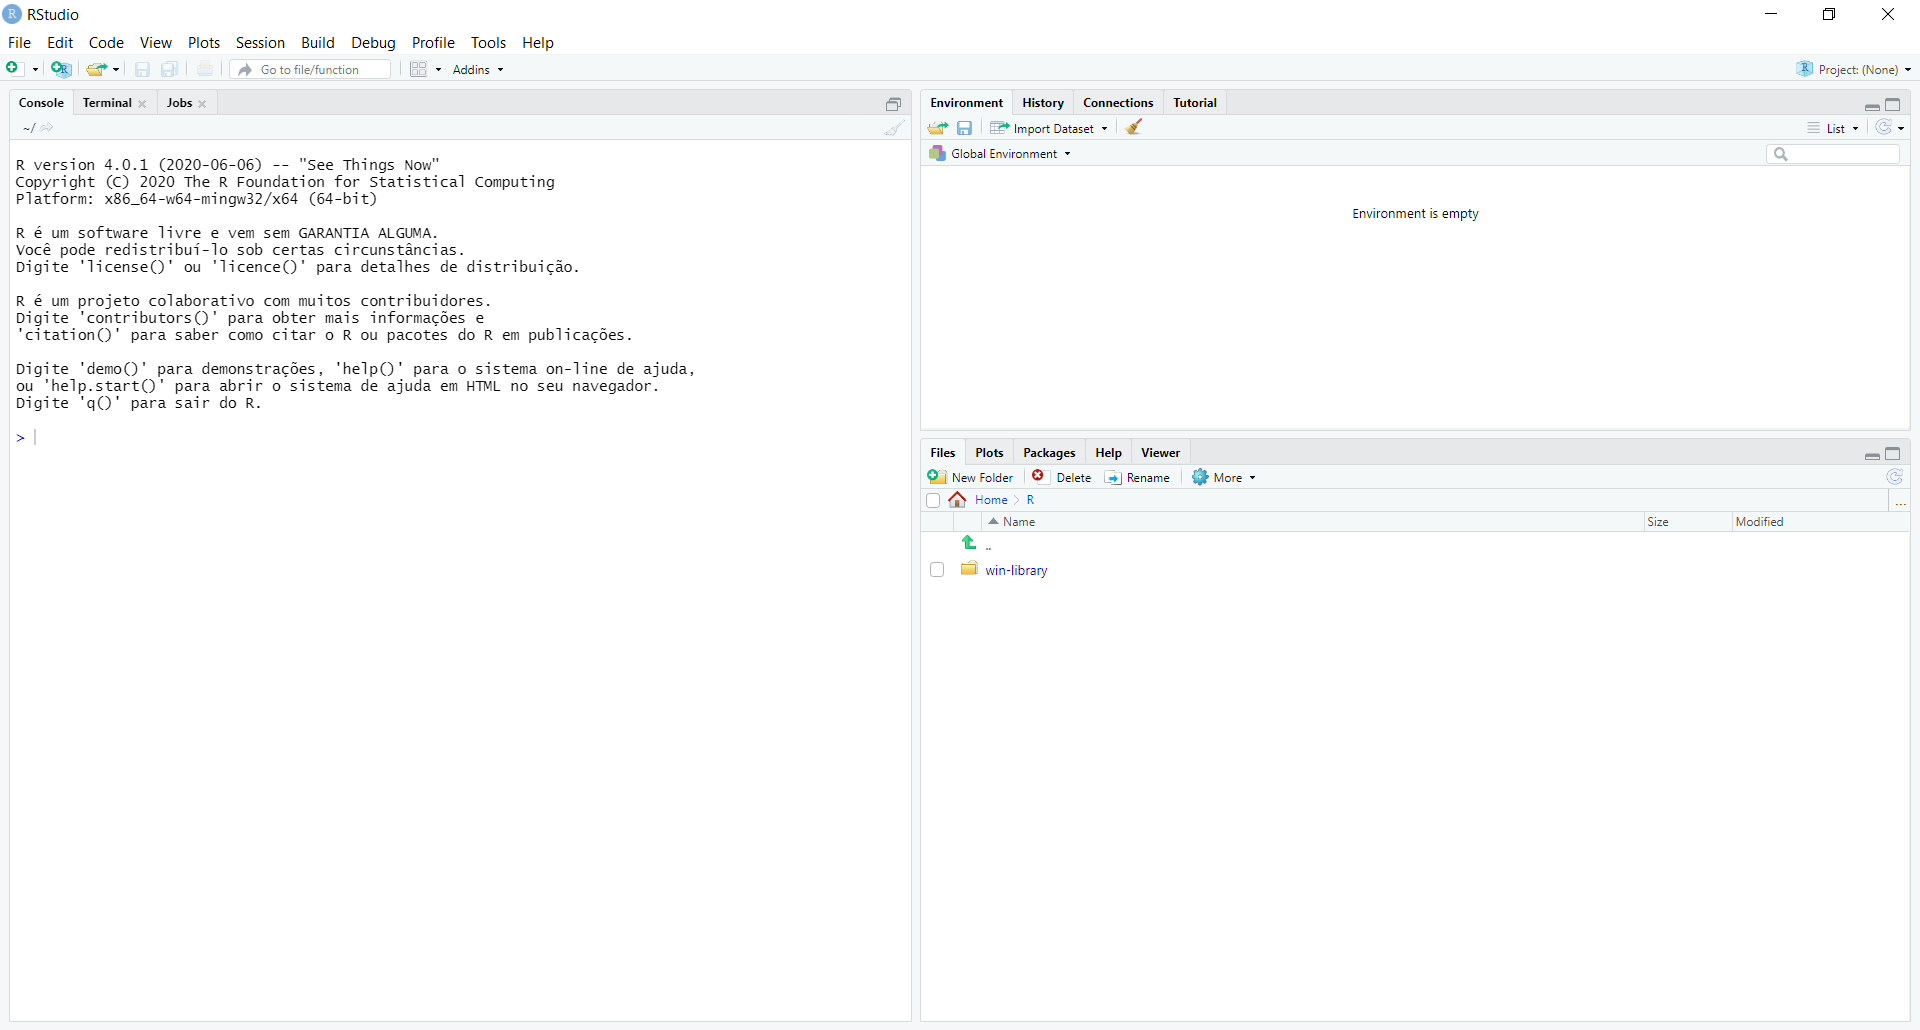 RStudio
File Edit Code View Plots Session Build Debug Profile Tools Help
Go to file/function Addins Project: (None)
Console Terminal Jobs
~/
R version 4.0.1 (2020-06-06) -- "See Things Now"
Copyright (C) 2020 The R Foundation for Statistical Computing
Platform: x86_64-w64-mingw32/x64 (64-bit)
R é um software livre e vem sem GARANTIA ALGUMA.
Você pode redistribuí-lo sob certas circunstâncias.
Digite 'license()' ou 'licence()' para detalhes de distribuição.
R é um projeto colaborativo com muitos contribuidores.
Digite 'contributors()' para obter mais informações e
'citation()' para saber como citar o R ou pacotes do R em publicações.
Digite 'demo()' para demonstrações, 'help()' para o sistema on-line de ajuda,
ou 'help.start()' para abrir o sistema de ajuda em HTML no seu navegador.
Digite 'q()' para sair do R.
>
Environment History Connections Tutorial
Import Dataset List
Global Environment
Environment is empty
Files Plots Packages Help Viewer
New Folder Delete Rename More
Home R ...
Name Size Modified
..
win-library